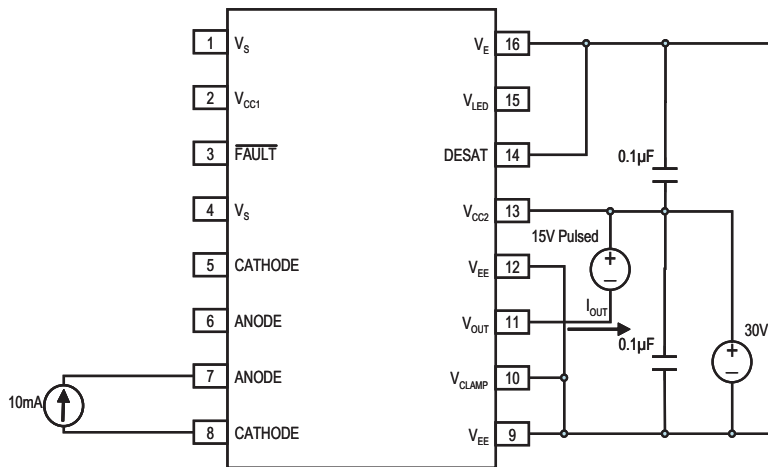 1 VS
VE 16
2 VCC1
VLED 15
3 FAULT
DESAT 14
0.1µF
4 VS
VCC2 13
15V Pulsed
5 CATHODE
VEE 12
+
–
IOUT
6 ANODE
VOUT 11
30V
0.1µF
+
–
7 ANODE
VCLAMP 10
10mA
8 CATHODE
VEE 9